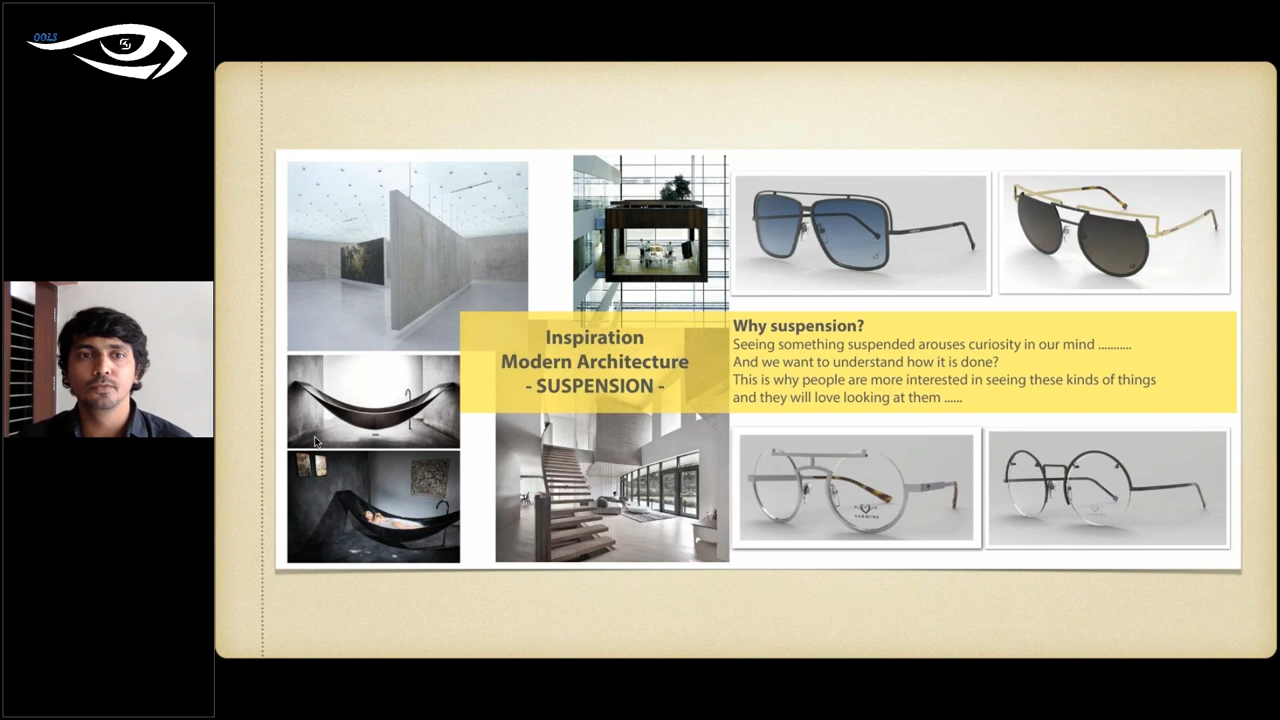 OOLS
Inspiration
Modern Architecture
- SUSPENSION -
Why suspension?
Seeing something suspended arouses curiosity in our mind ...........
And we want to understand how it is done?
This is why people are more interested in seeing these kinds of things
and they will love looking at them ......